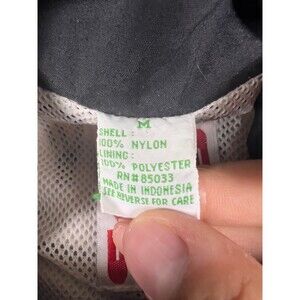 M
SHELL:
100% NYLON
LINING:
100% POLYESTER
RN#85033
MADE IN INDONESIA
SEE REVERSE FOR CARE